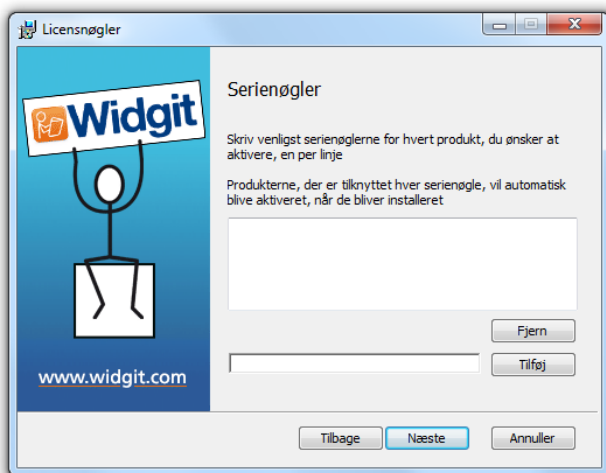 Licensnøgler
Widgit
Serienøgler
Skriv venligst serienøglerne for hvert produkt, du ønsker at
aktivere, en per linje
Produkterne, der er tilknyttet hver serienøgle, vil automatisk
blive aktiveret, når de bliver installeret
Fjern
Tilføj
www.widgit.com
Tilbage
Næste
Annuller